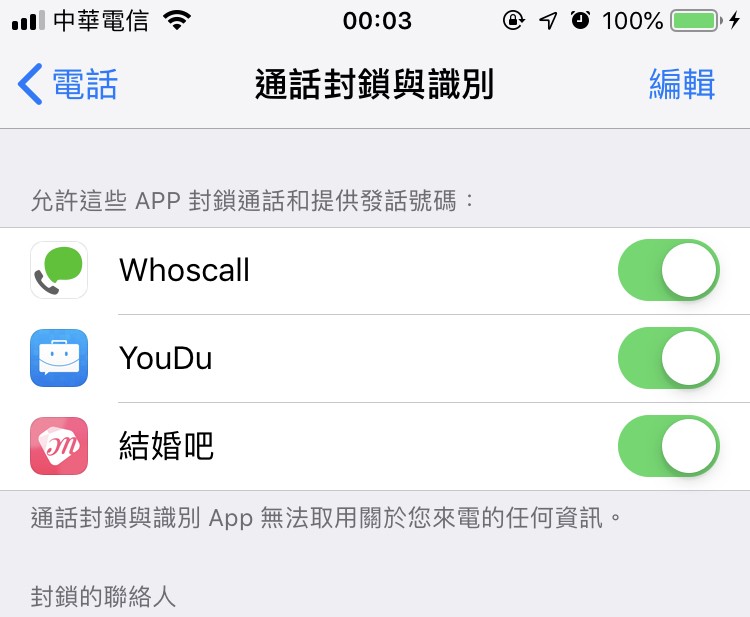 中華電信 00:03 100%
電話 通話封鎖與識別 編輯
允許這些 APP 封鎖通話和提供發話號碼：
Whoscall
YouDu
結婚吧
通話封鎖與識別 App 無法取用關於您來電的任何資訊。
封鎖的聯絡人